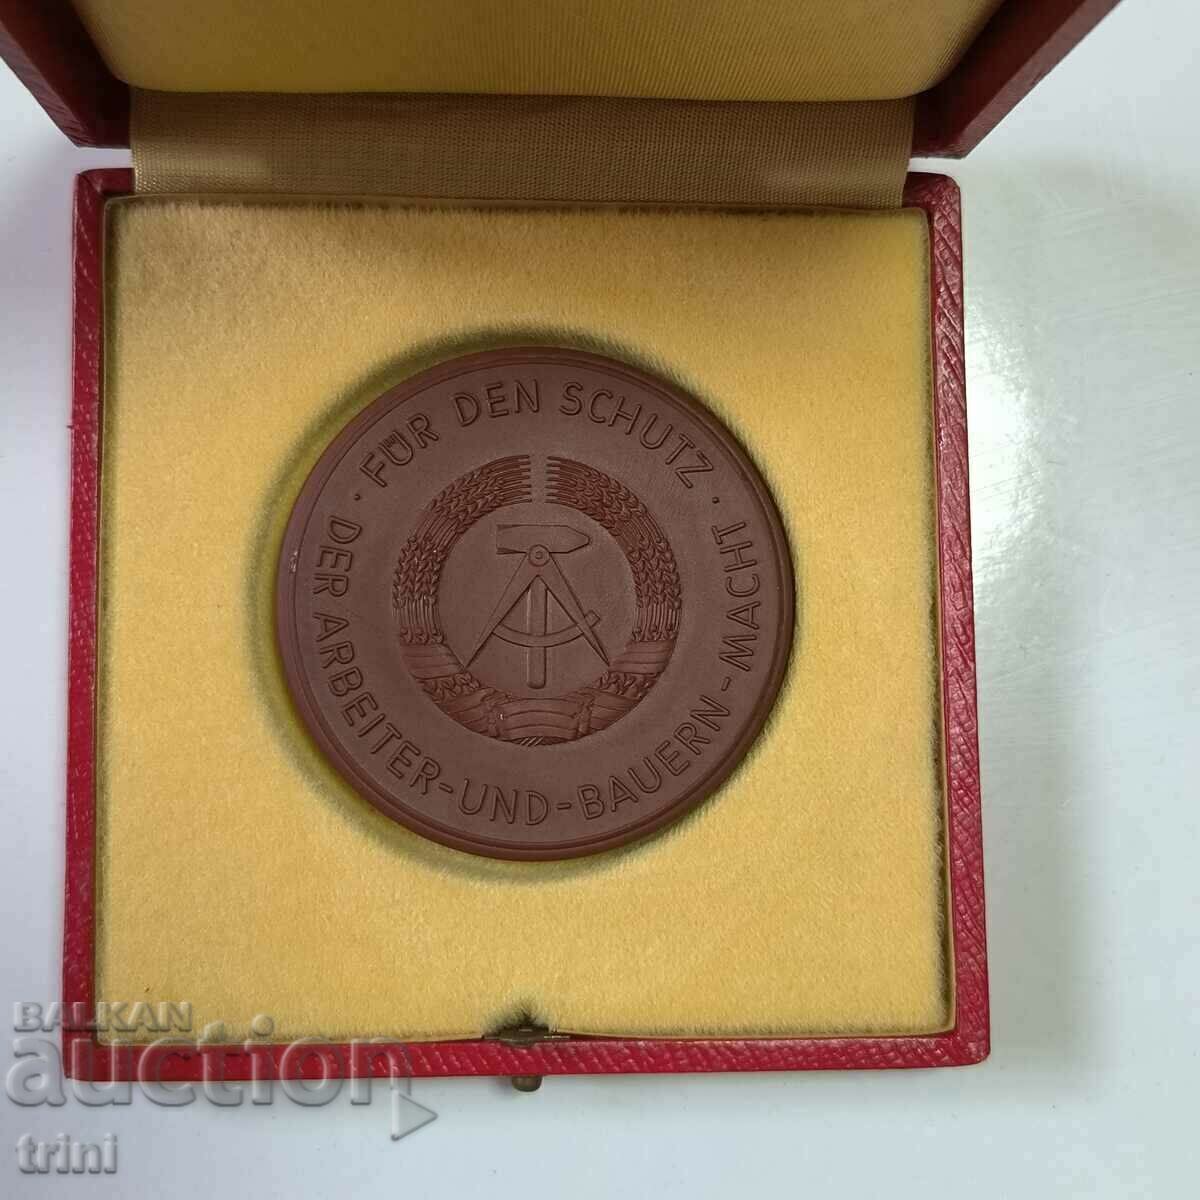 · FÜR DEN SCHUTZ ·
DER ARBEITER-UND-BAUERN-MACHT
BALKAN
auction
trini